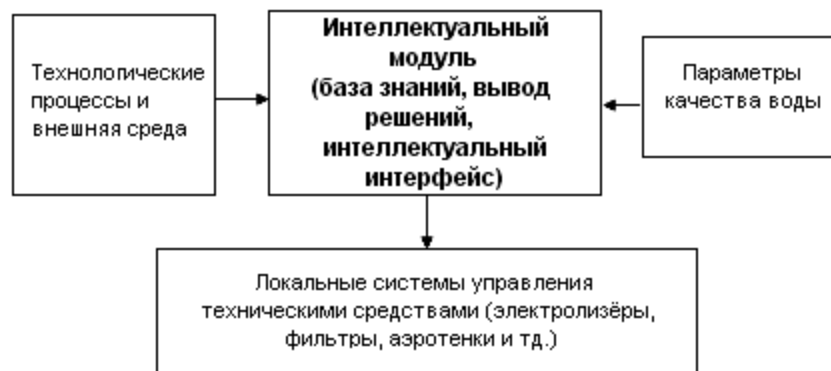 Технологические
процессы и
внешняя среда
Интеллектуальный
модуль
(база знаний, вывод
решений,
интеллектуальный
интерфейс)
Параметры
качества воды
Локальные системы управления
техническими средствами (электролизёры,
фильтры, аэротенки и тд.)